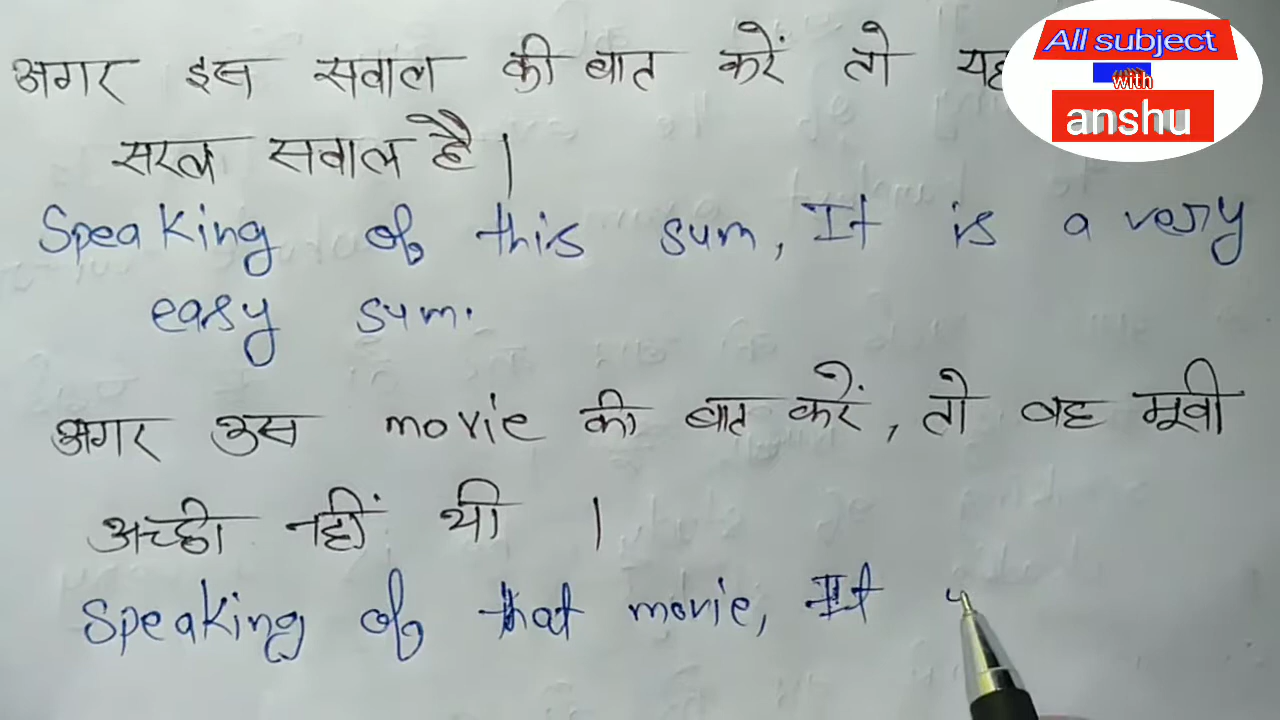 अगर इस सवाल की बात करें तो यह
सरल सवाल है।
Speaking of this sum, It is a very
easy sum.
अगर उस movie की बात करें, तो वह मूवी
अच्छी नहीं थी।
Speaking of that movie, It
All subject
with
anshu